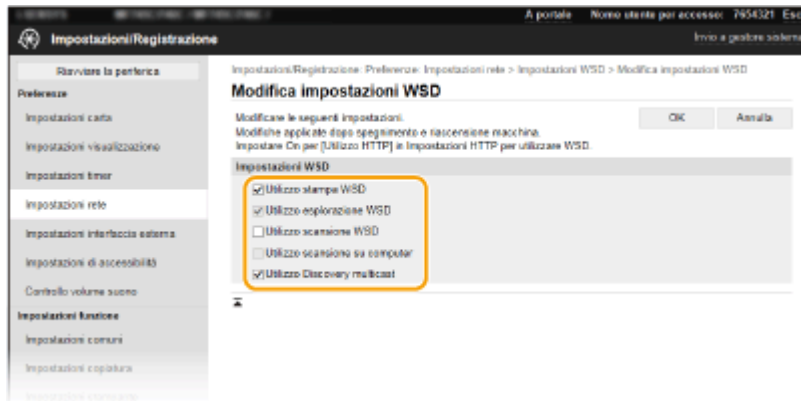 A portale Nome utente per accesso: 7654321 Esc
Impostazioni/Registrazione
Invio a gestore sistema
Riavviare la periferica
Impostazioni/Registrazione: Preferenze: Impostazioni rete > Impostazioni WSD > Modifica impostazioni WSD
Preferenze
Modifica impostazioni WSD
Impostazioni carta
Modificare le seguenti impostazioni.
OK
Annulla
Modifiche applicate dopo spegnimento e riaccensione macchina.
Impostazioni visualizzazione
Impostare On per [Utilizzo HTTP] in Impostazioni HTTP per utilizzare WSD.
Impostazioni timer
Impostazioni WSD
Utilizzo stampa WSD
Impostazioni rete
Utilizzo esplorazione WSD
Impostazioni interfaccia esterna
Utilizzo scansione WSD
Utilizzo scansione su computer
Impostazioni di accessibilità
Utilizzo Discovery multicast
Controllo volume suono
Impostazioni funzione
Impostazioni comuni
Impostazioni copiatura